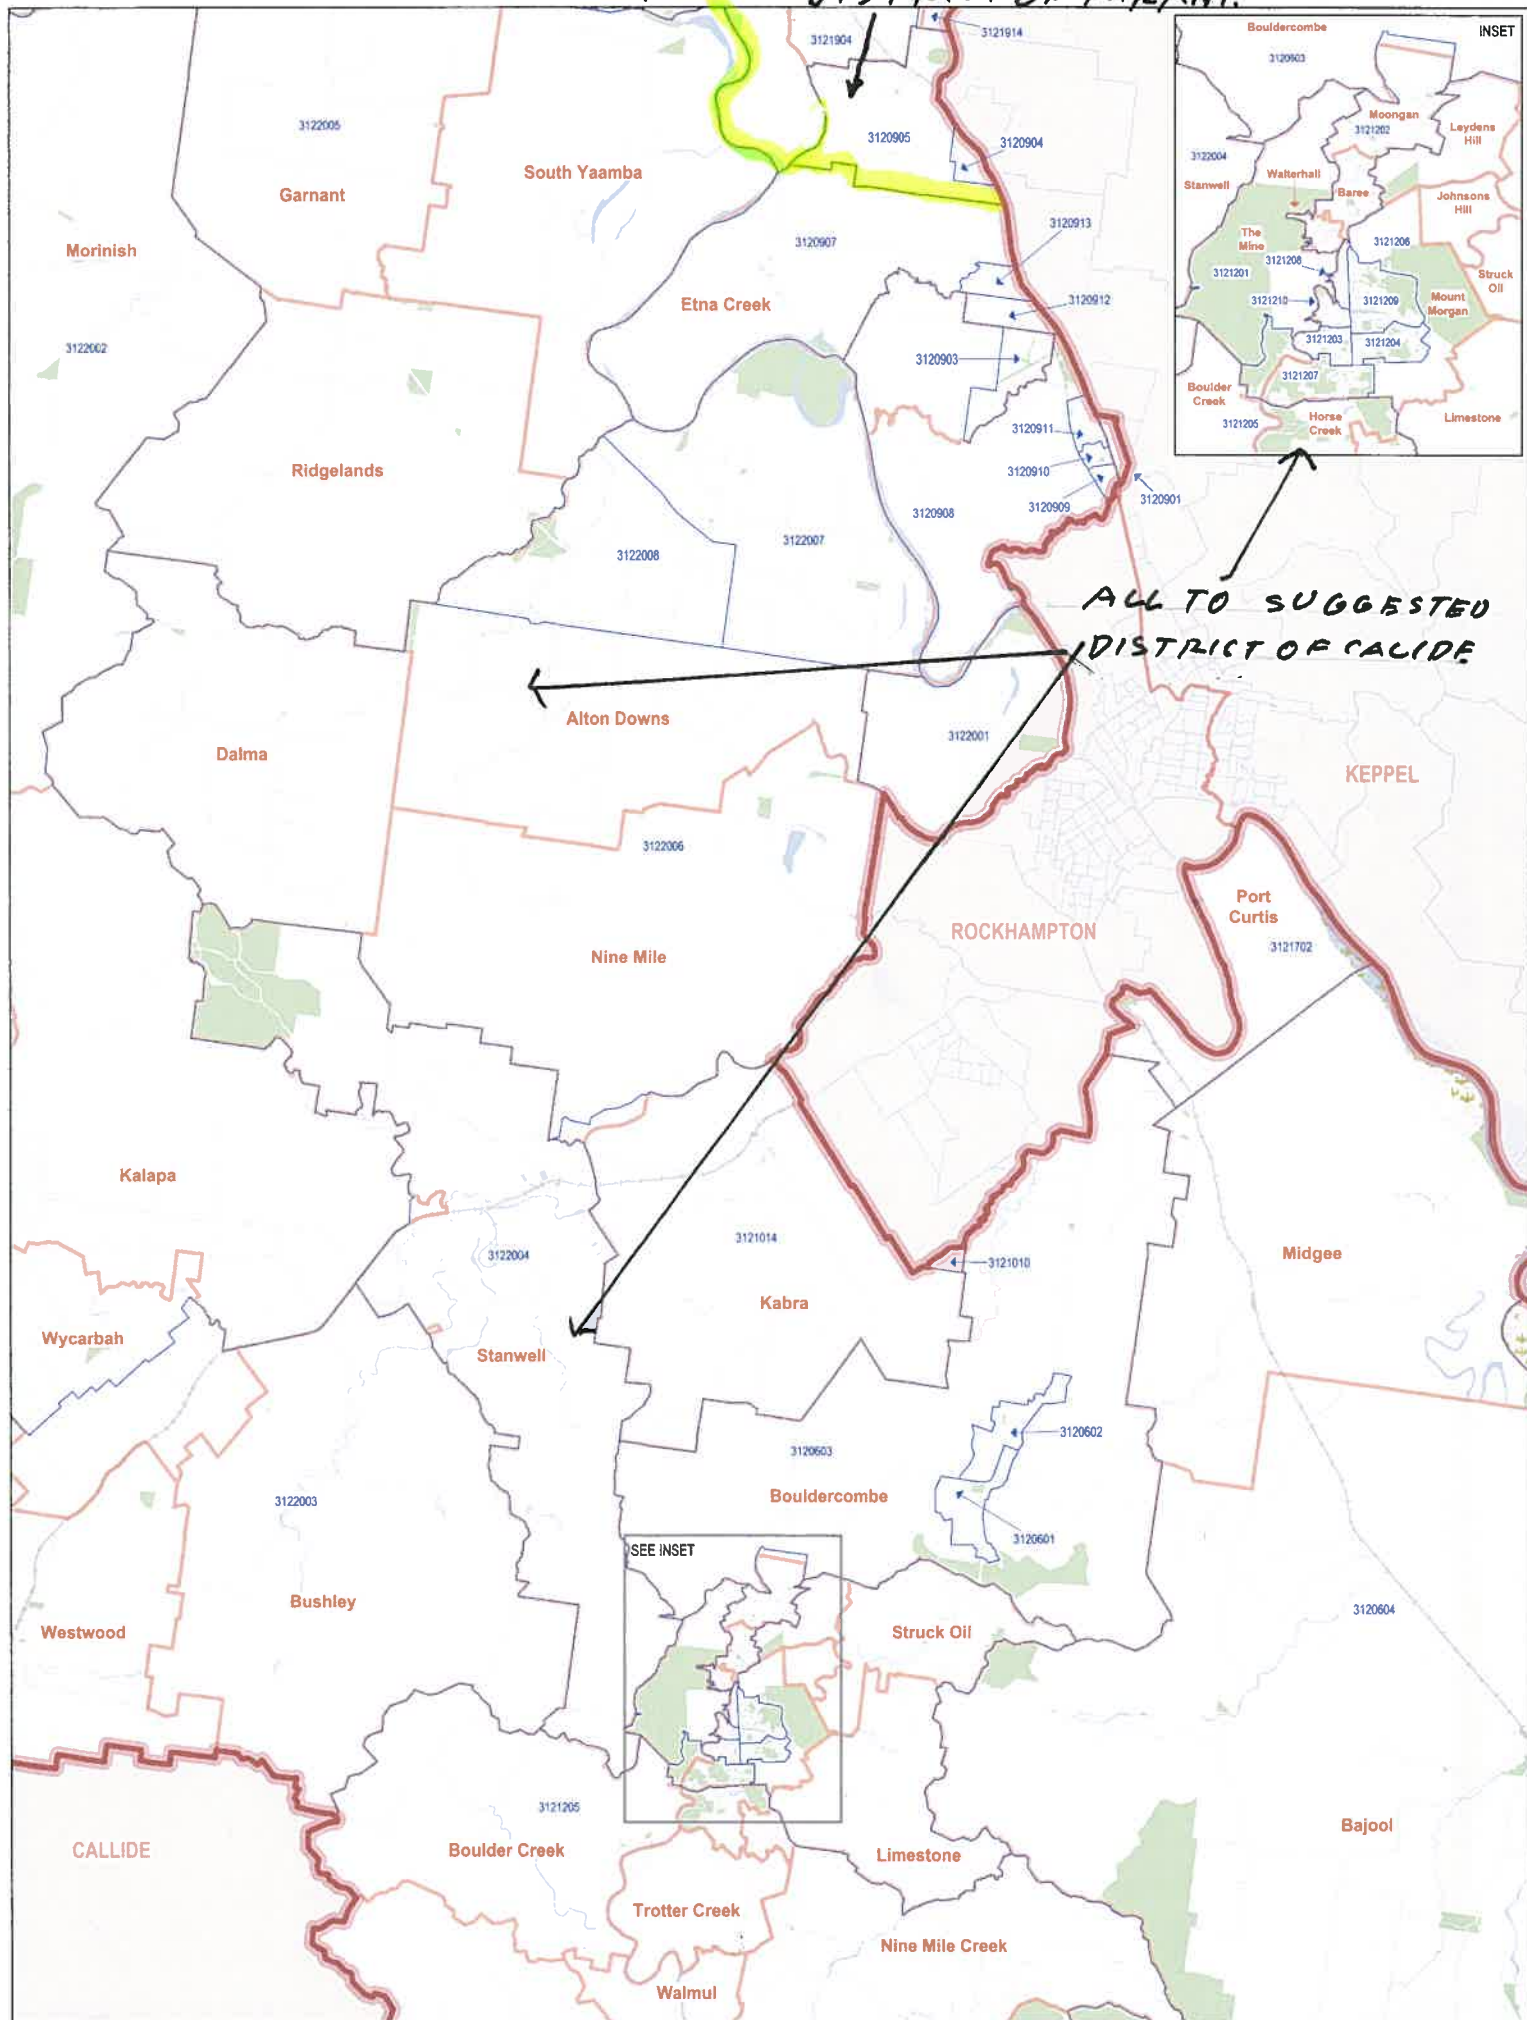 3121904
3121914
INSET
Bouldercombe
3120603
Moongan
3121202
Leydens
Hill
3122004
Stanwell
Walterhall
Baree
Johnsons
Hill
The
Mine
3121206
3121208
3121201
Struck
Oil
3121210
3121209
Mount
Morgan
3121203
3121204
3121207
Boulder
Creek
3121205
Horse
Creek
Limestone
3122005
3120905
3120904
South Yaamba
Garnant
3120913
Morinish
3120907
Etna Creek
3120912
3122002
3120903
3120911
Ridgelands
3120910
3120901
3120909
3120908
3122008
3122007
ALL TO SUGGESTED
DISTRICT OF CALIDE
Alton Downs
3122001
Dalma
KEPPEL
3122006
Port
Curtis
ROCKHAMPTON
3121702
Nine Mile
Kalapa
3121014
3122004
3121010
Midgee
Kabra
Wycarbah
Stanwell
3120602
3120603
Bouldercombe
3122003
3120601
SEE INSET
Bushley
3120604
Westwood
Struck Oil
3121205
Bajool
CALLIDE
Boulder Creek
Limestone
Trotter Creek
Nine Mile Creek
Walmul